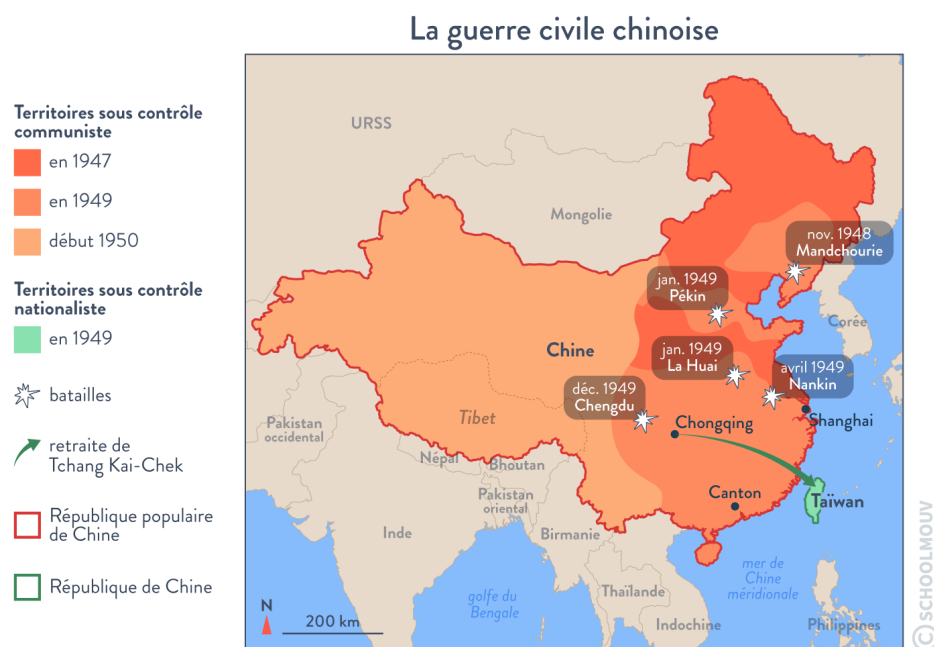 La guerre civile chinoise
Territoires sous contrôle
communiste
en 1947
en 1949
début 1950
Territoires sous contrôle
nationaliste
en 1949
batailles
retraite de
Tchang Kai-Chek
République populaire
de Chine
République de Chine
URSS
Mongolie
nov. 1948
Mandchourie
jan. 1949
Pékin
Corée
jan. 1949
La Huai
Chine
avril 1949
Nankin
déc. 1949
Chengdu
Tibet
Chongqing
Shanghai
Pakistan
occidental
Népal
Bhoutan
Pakistan
oriental
Canton
Taïwan
Inde
Birmanie
mer de
Chine
méridionale
golfe du
Bengale
Thaïlande
Indochine
Philippines
N
200 km
(C) SCHOOLMOUV